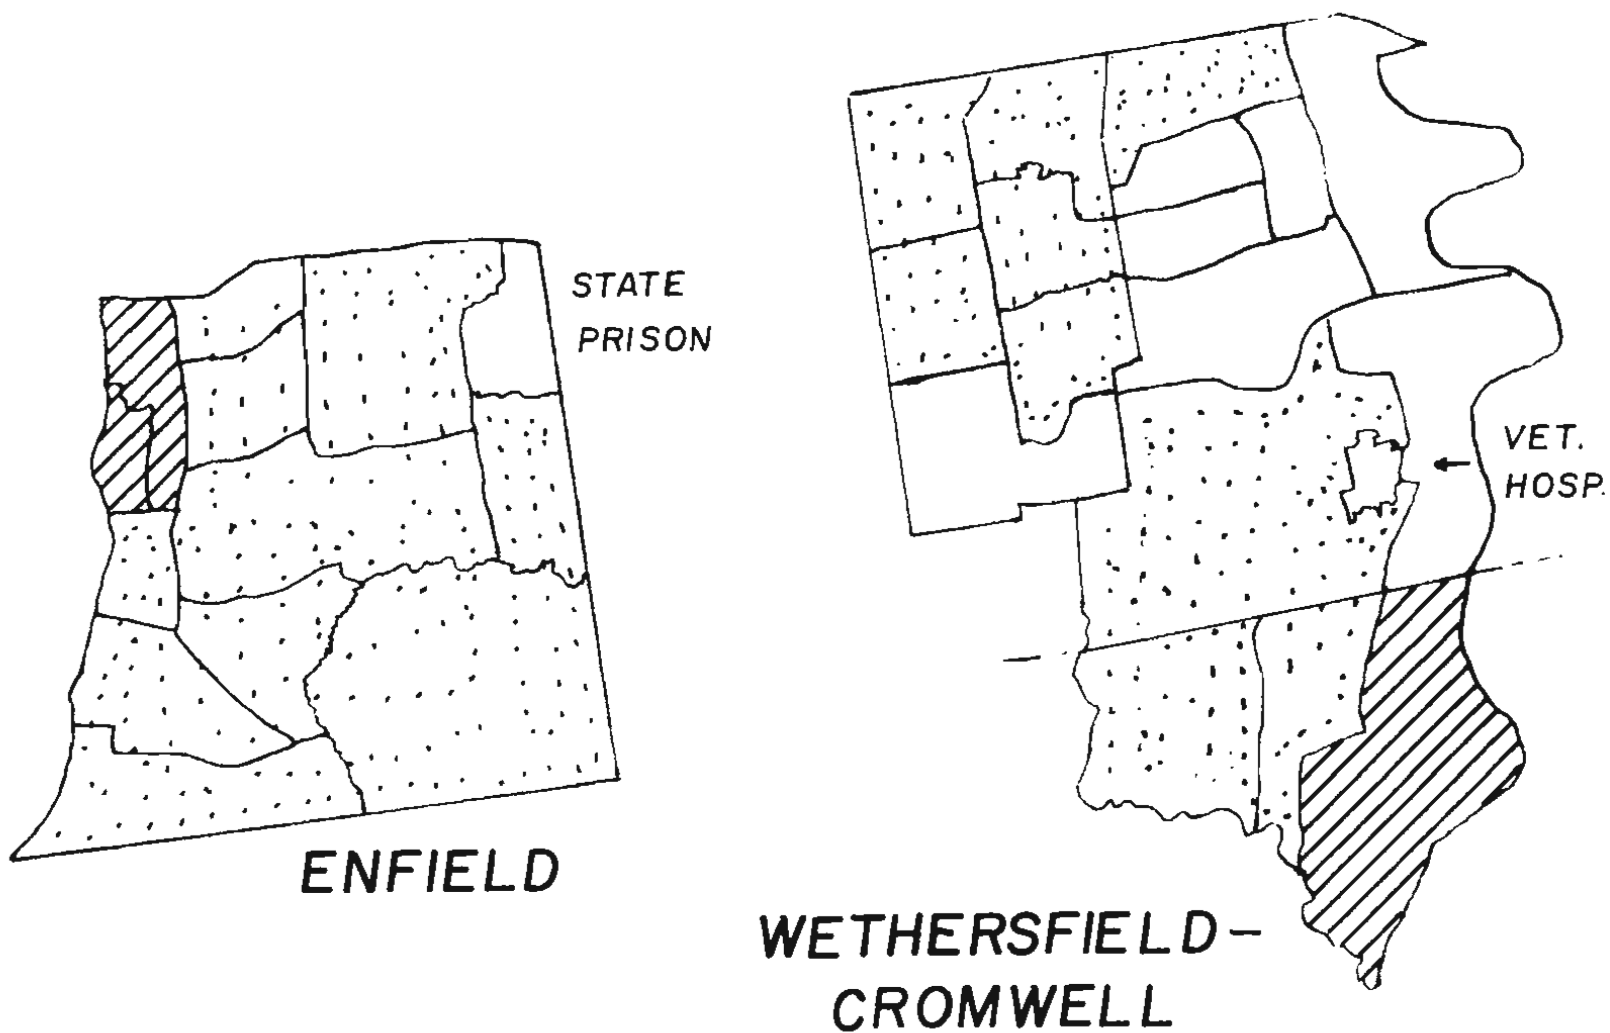 STATE
PRISON
VET.
HOSP.
ENFIELD
WETHERSFIELD–
CROMWELL